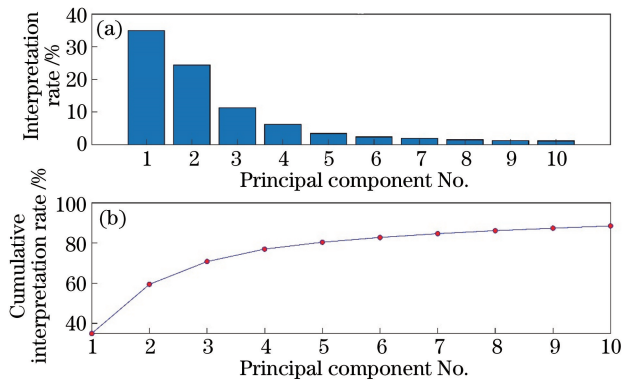 (a)
Interpretation
rate /%
40
30
20
10
0
1 2 3 4 5 6 7 8 9 10
Principal component No.
(b)
Cumulative
interpretation rate /%
100
80
60
40
1 2 3 4 5 6 7 8 9 10
Principal component No.